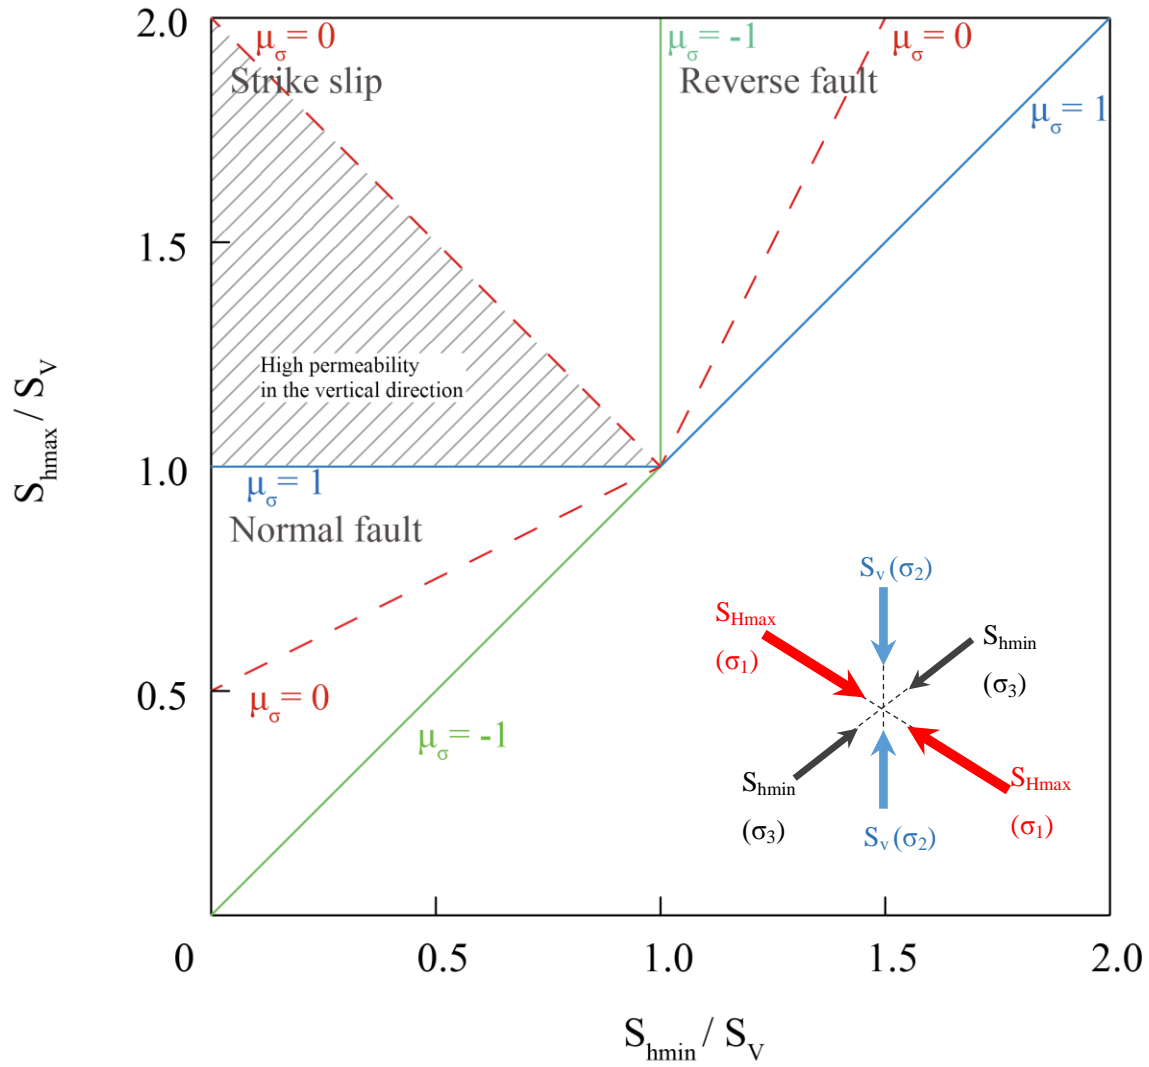 2.0
μσ= 0
μσ= -1
μσ= 0
Strike slip
Reverse fault
μσ= 1
1.5
High permeability
in the vertical direction
Shmax / SV
1.0
μσ= 1
Normal fault
Sv (σ2)
SHmax
(σ1)
Shmin
(σ3)
0.5
μσ= 0
μσ= -1
Shmin
(σ3)
SHmax
(σ1)
Sv (σ2)
0
0.5
1.0
1.5
2.0
Shmin / SV